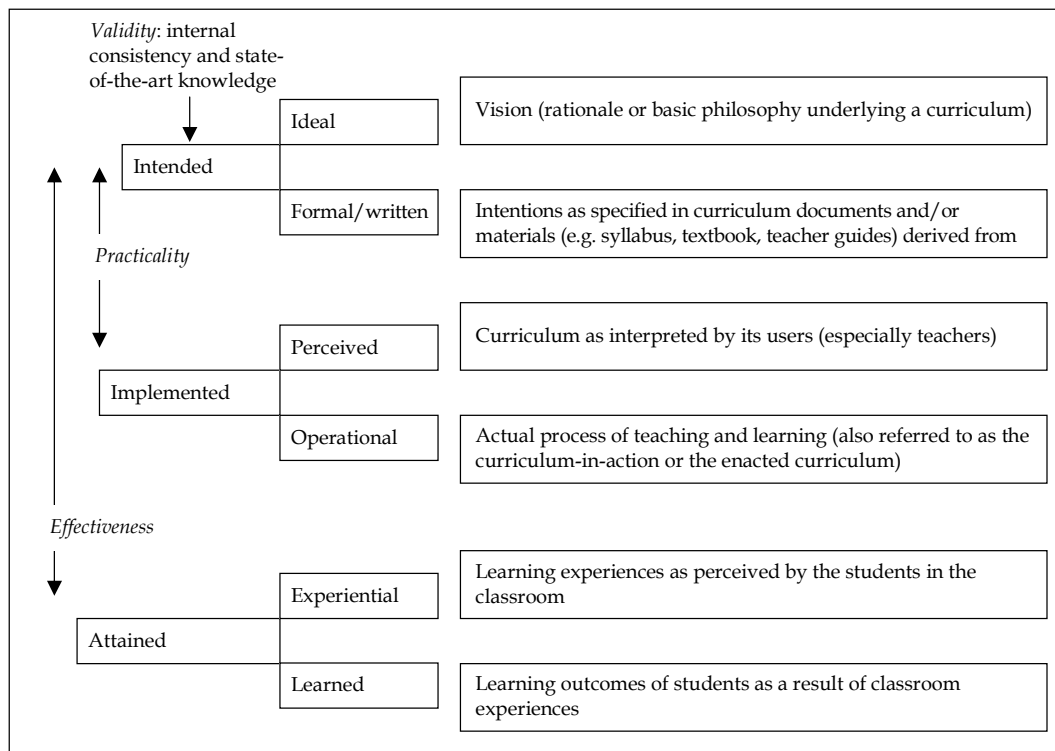 Validity: internal
consistency and state-
of-the-art knowledge
Ideal
Vision (rationale or basic philosophy underlying a curriculum)
Intended
Formal/written
Intentions as specified in curriculum documents and/or
materials (e.g. syllabus, textbook, teacher guides) derived from
Practicality
Perceived
Curriculum as interpreted by its users (especially teachers)
Implemented
Operational
Actual process of teaching and learning (also referred to as the
curriculum-in-action or the enacted curriculum)
Effectiveness
Experiential
Learning experiences as perceived by the students in the
classroom
Attained
Learned
Learning outcomes of students as a result of classroom
experiences